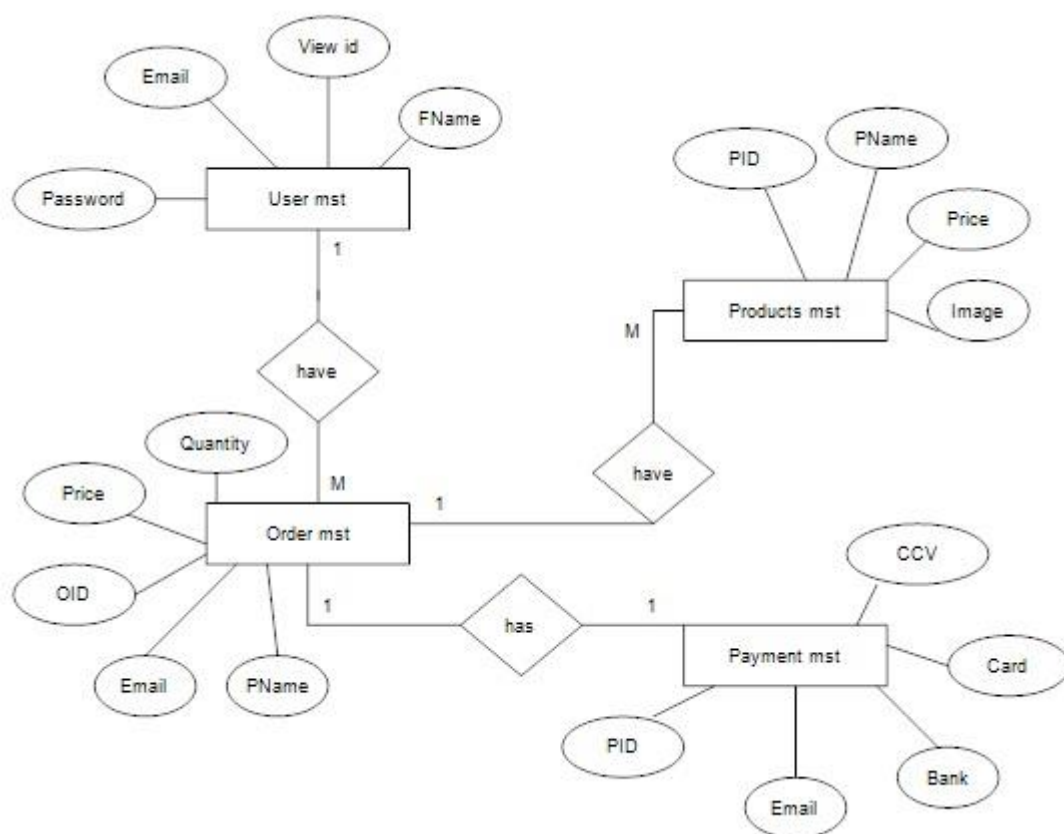 View id
Email
FName
PName
PID
Password
User mst
Price
1
Products mst
Image
M
have
Quantity
have
Price
M
1
Order mst
CCV
OID
1
has
1
Payment mst
Card
Email
PName
PID
Bank
Email